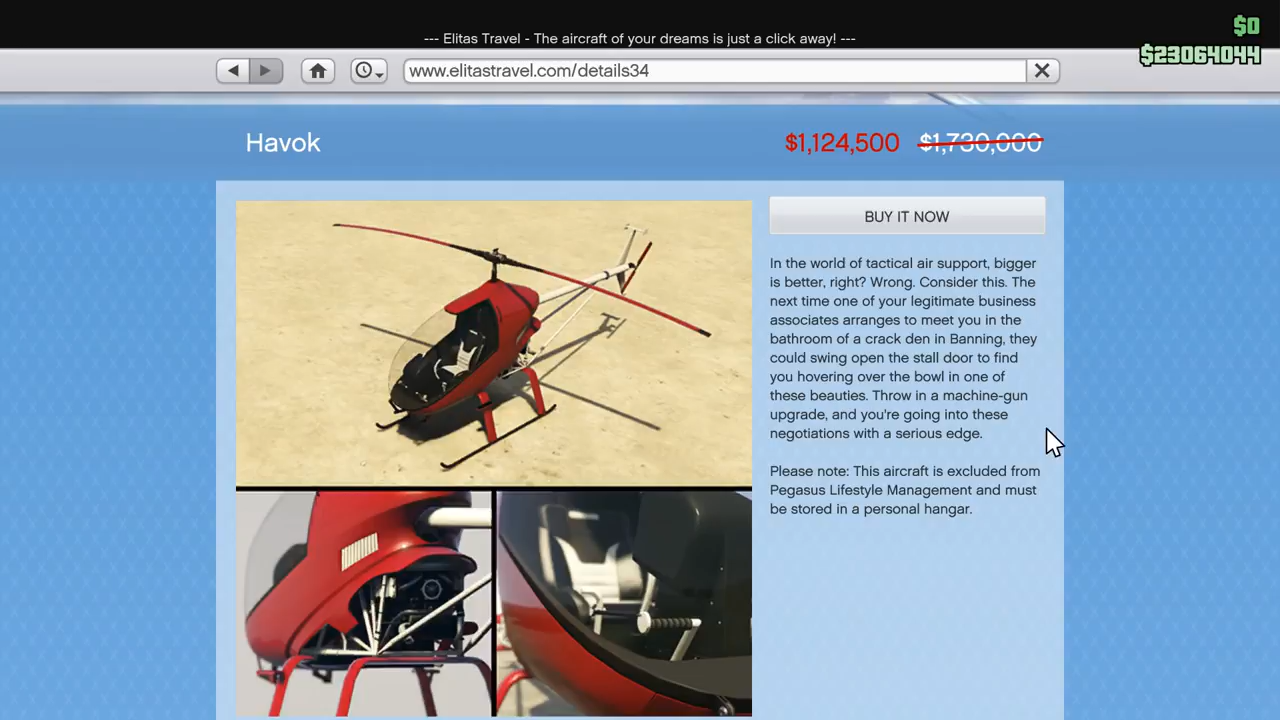 $0
--- Elitas Travel - The aircraft of your dreams is just a click away! ---
$23064044
www.elitastravel.com/details34
Havok
$1,124,500 $1,730,000
BUY IT NOW
In the world of tactical air support, bigger
is better, right? Wrong. Consider this. The
next time one of your legitimate business
associates arranges to meet you in the
bathroom of a crack den in Banning, they
could swing open the stall door to find
you hovering over the bowl in one of
these beauties. Throw in a machine-gun
upgrade, and you're going into these
negotiations with a serious edge.
Please note: This aircraft is excluded from
Pegasus Lifestyle Management and must
be stored in a personal hangar.